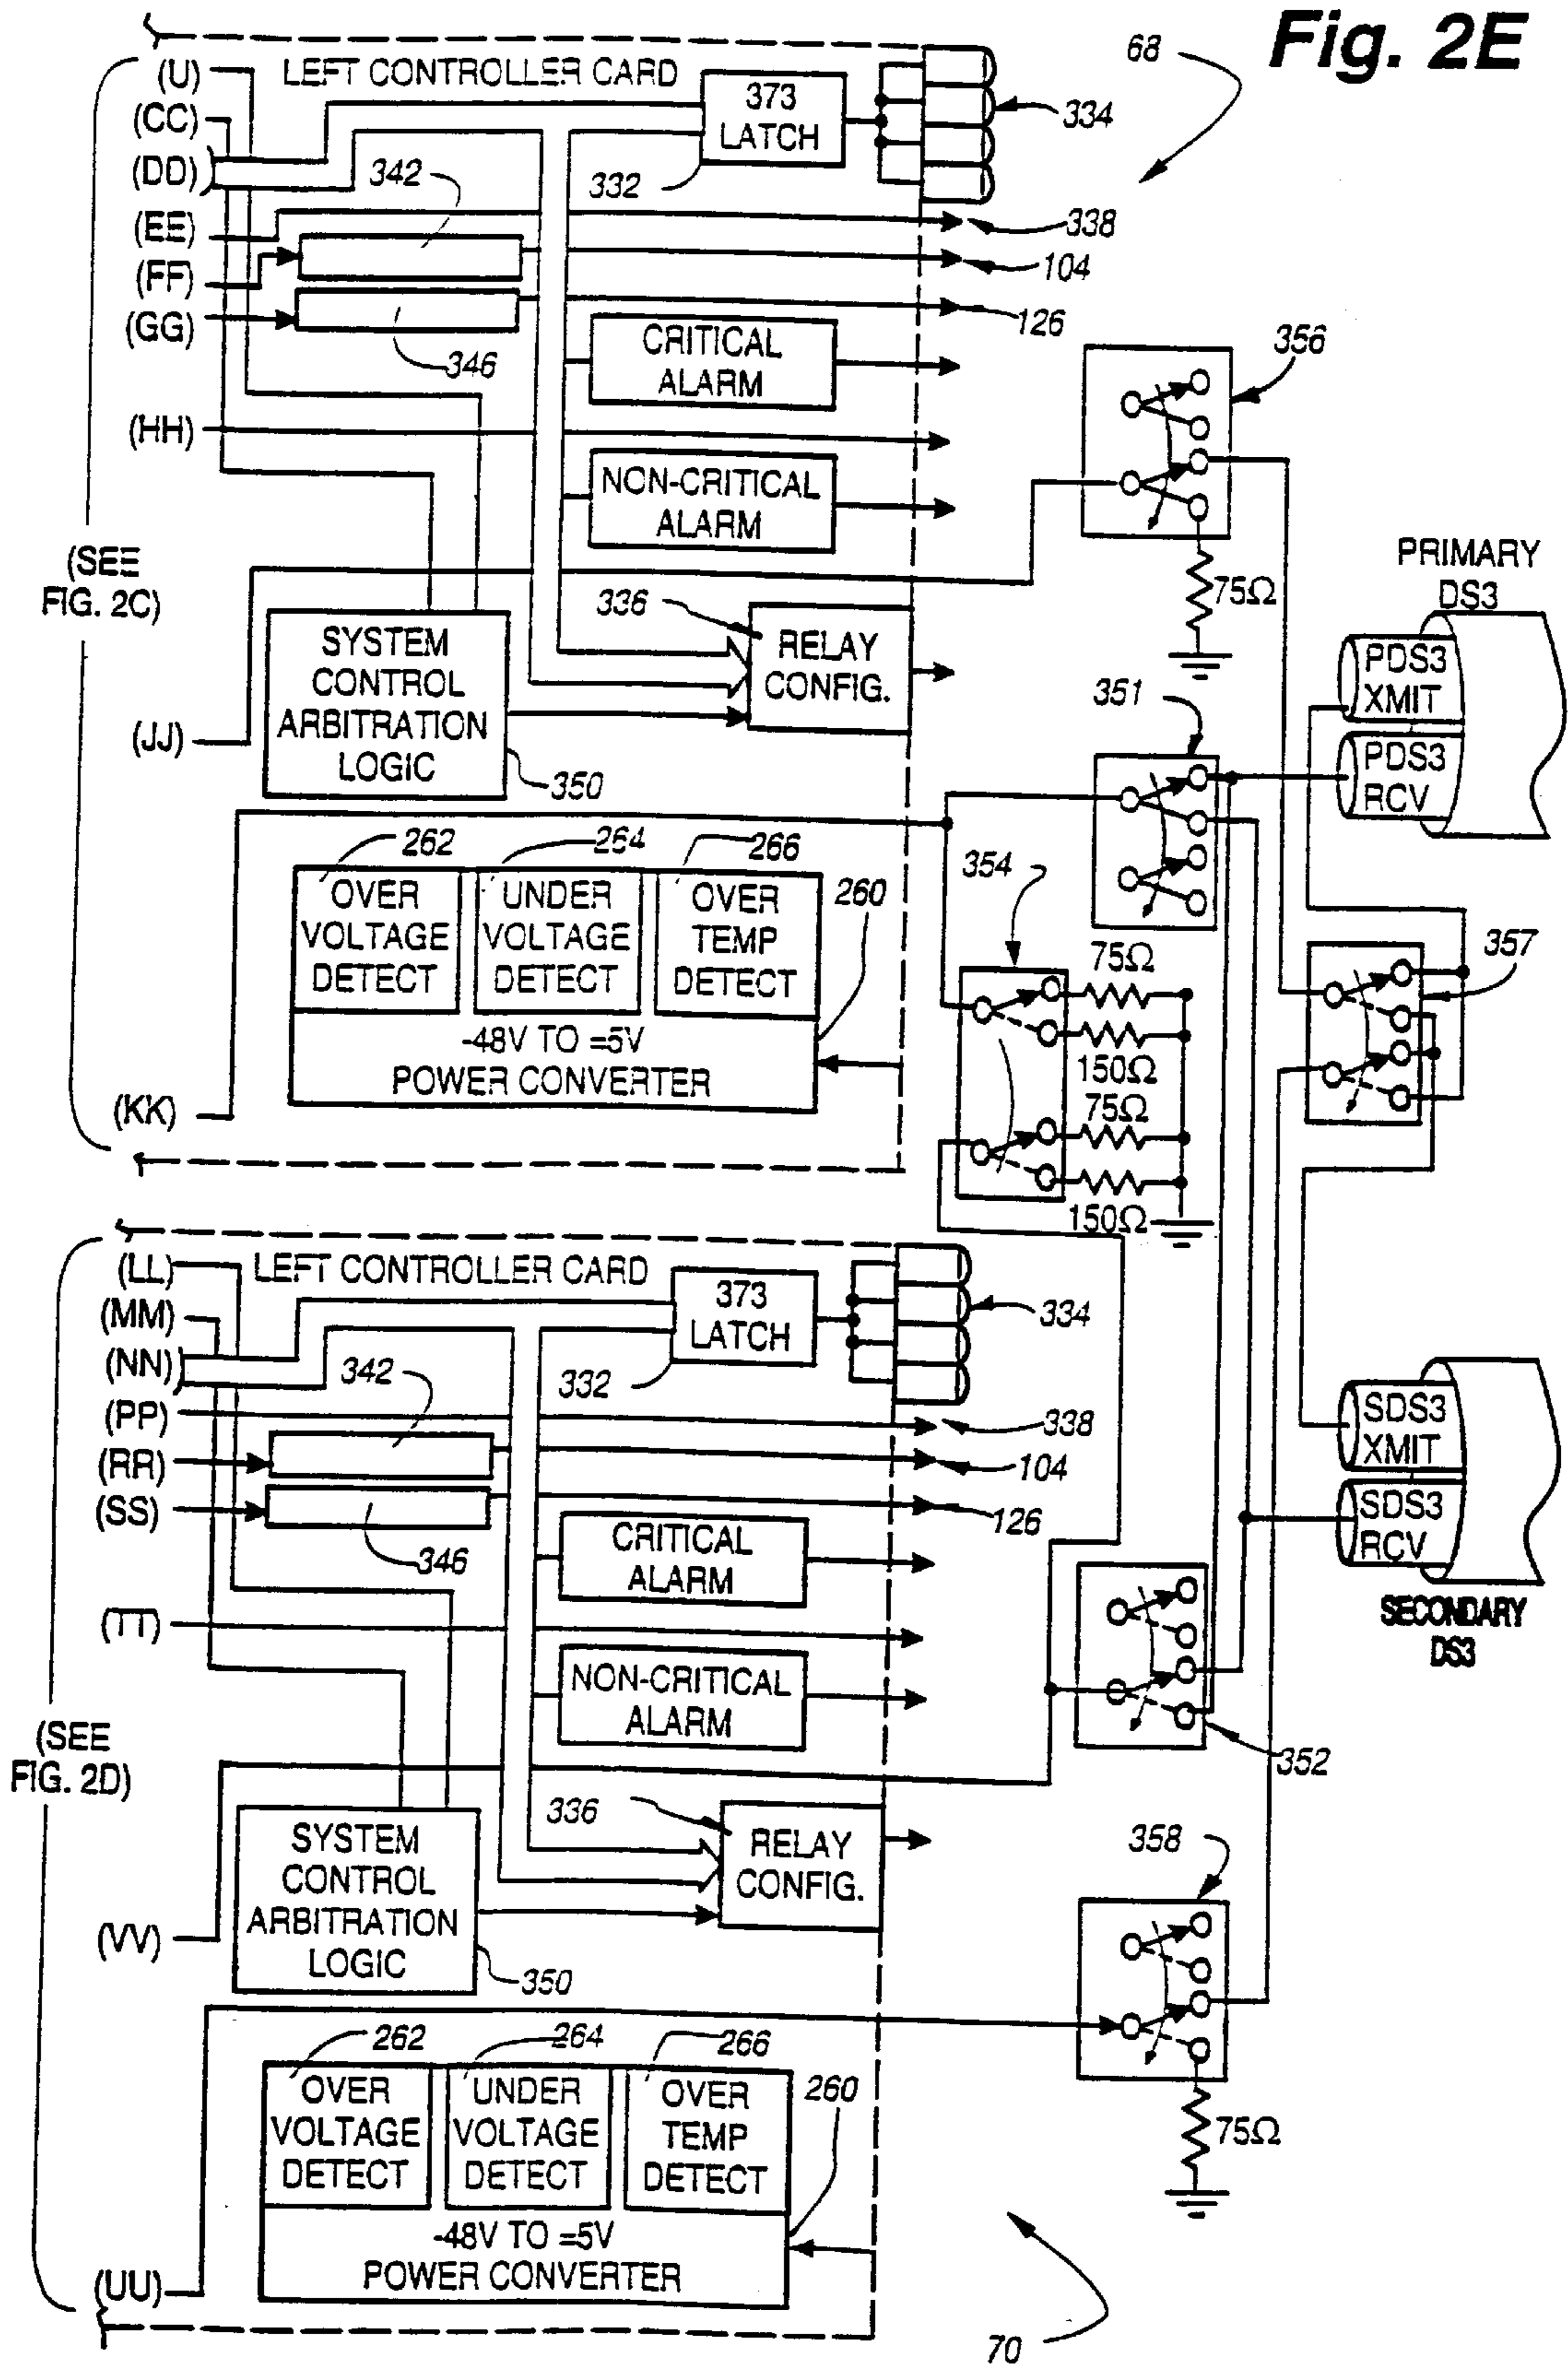 Fig. 2E
68
(U)
LEFT CONTROLLER CARD
373
LATCH
334
(CC)
(DD)
342
332
(EE)
338
(FF)
104
(GG)
126
346
CRITICAL
ALARM
356
(HH)
NON-CRITICAL
ALARM
(SEE
FIG. 2C)
75Ω
PRIMARY
DS3
336
SYSTEM
CONTROL
ARBITRATION
LOGIC
RELAY
CONFIG.
PDS3
XMIT
351
(JJ)
350
PDS3
RCV
262
264
266
354
260
OVER
VOLTAGE
DETECT
UNDER
VOLTAGE
DETECT
OVER
TEMP
DETECT
75Ω
357
-48V TO =5V
POWER CONVERTER
150Ω
75Ω
(KK)
150Ω
(LL)
LEFT CONTROLLER CARD
373
LATCH
334
(MM)
(NN)
342
332
(PP)
338
SDS3
XMIT
(RR)
104
(SS)
126
SDS3
RCV
346
CRITICAL
ALARM
SECONDARY
DS3
(TT)
NON-CRITICAL
ALARM
(SEE
FIG. 2D)
352
336
SYSTEM
CONTROL
ARBITRATION
LOGIC
RELAY
CONFIG.
358
(VV)
350
262
264
266
260
OVER
VOLTAGE
DETECT
UNDER
VOLTAGE
DETECT
OVER
TEMP
DETECT
75Ω
-48V TO =5V
POWER CONVERTER
(UU)
70